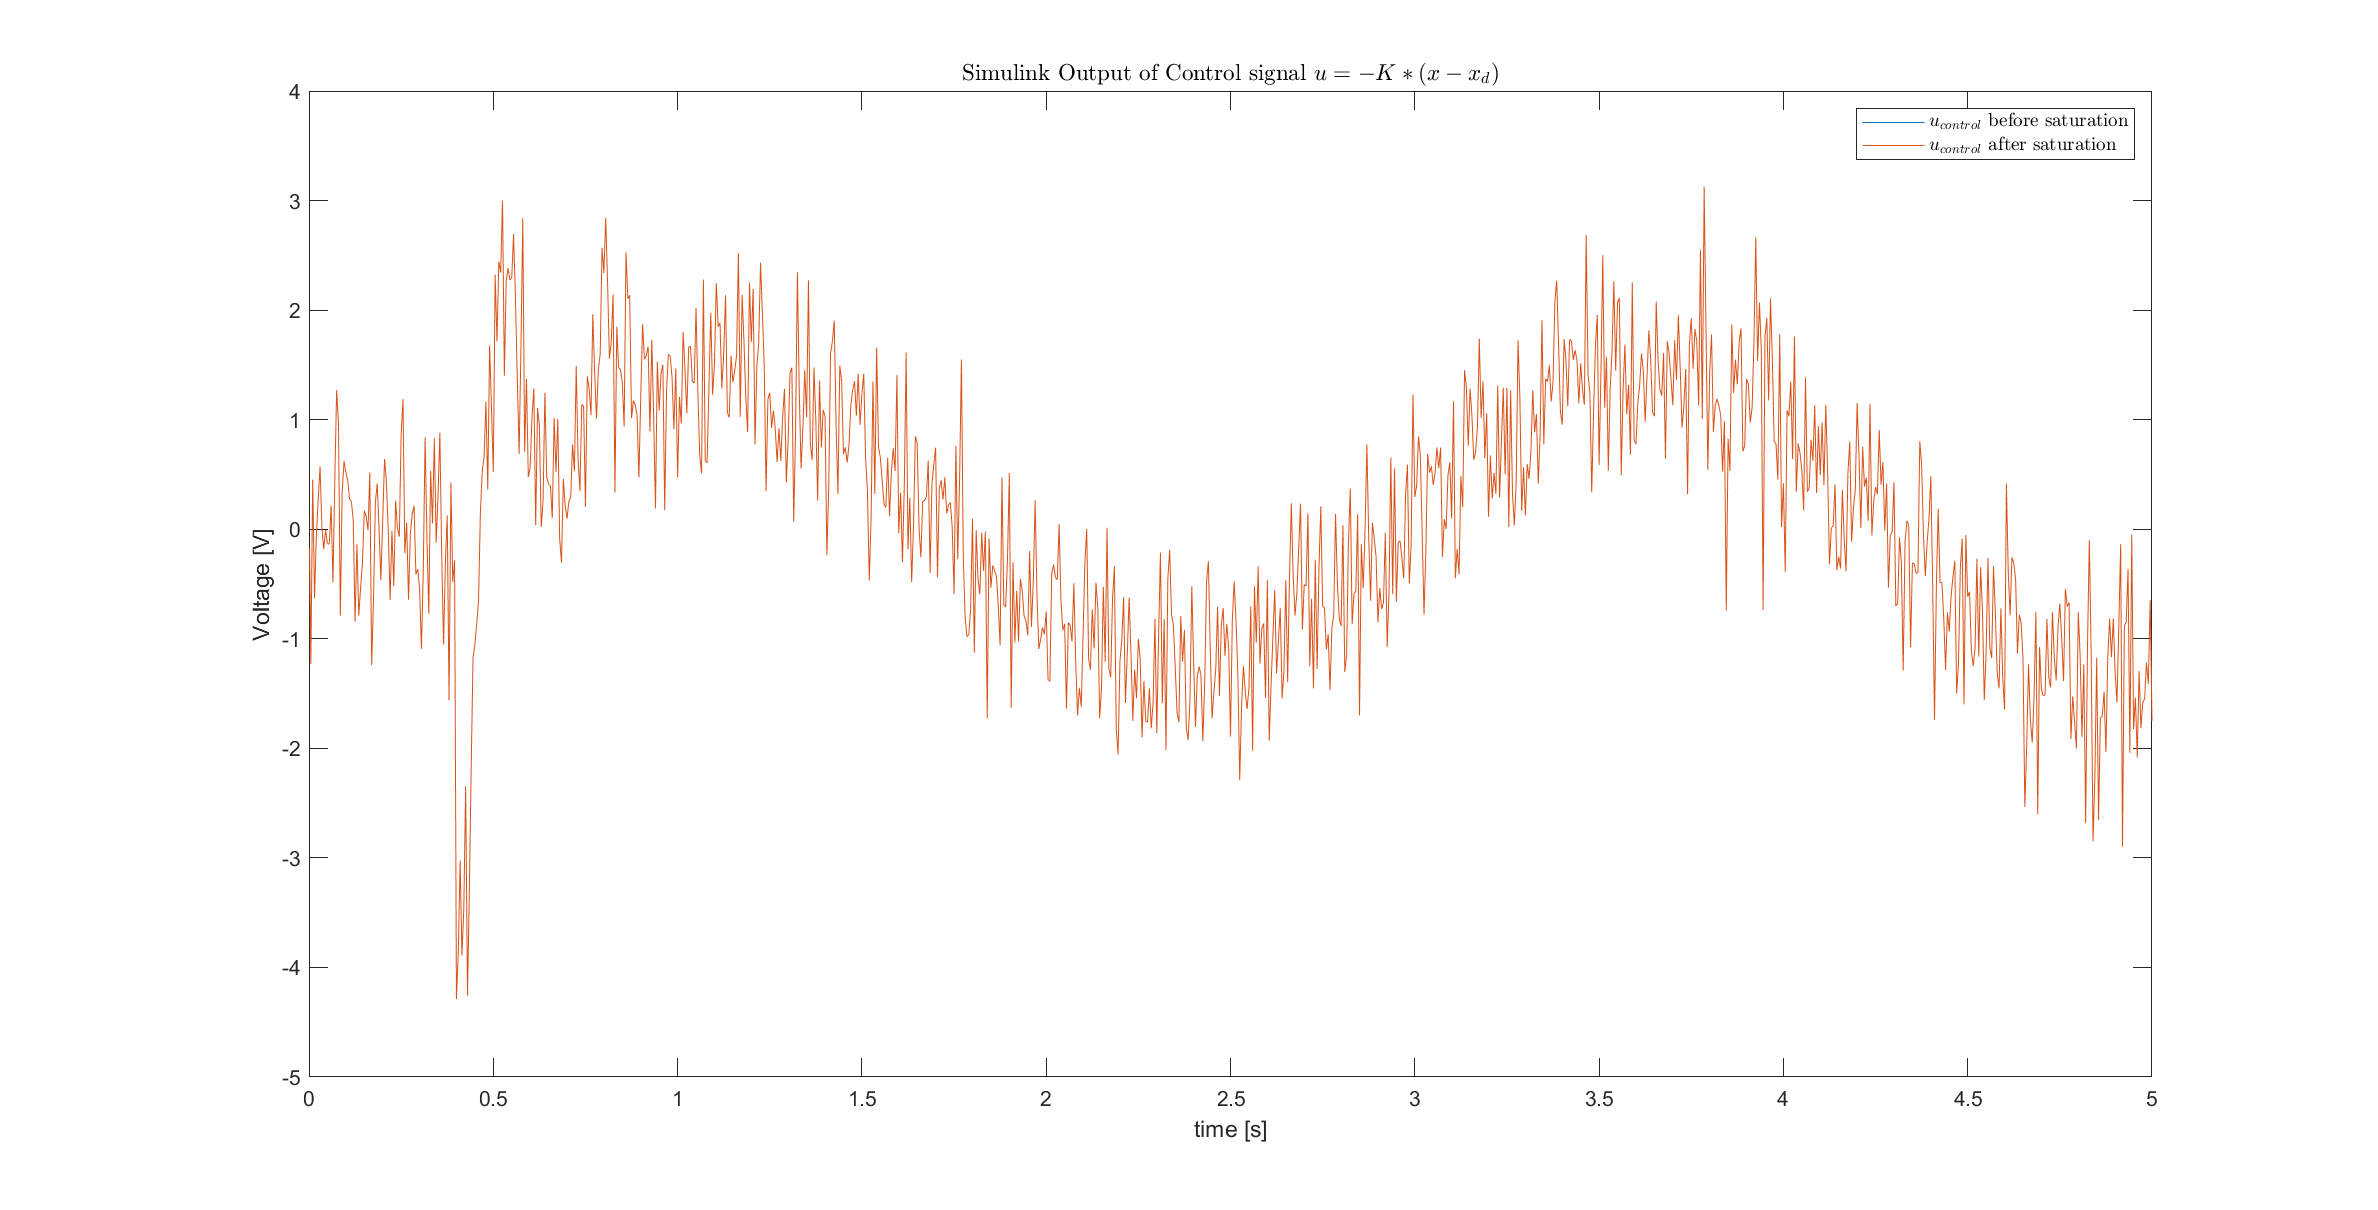 Simulink Output of Control signal u = −K ∗ (x − x_d)
u_control before saturation
u_control after saturation
4
3
2
1
0
-1
-2
-3
-4
-5
Voltage [V]
0 0.5 1 1.5 2 2.5 3 3.5 4 4.5 5
time [s]